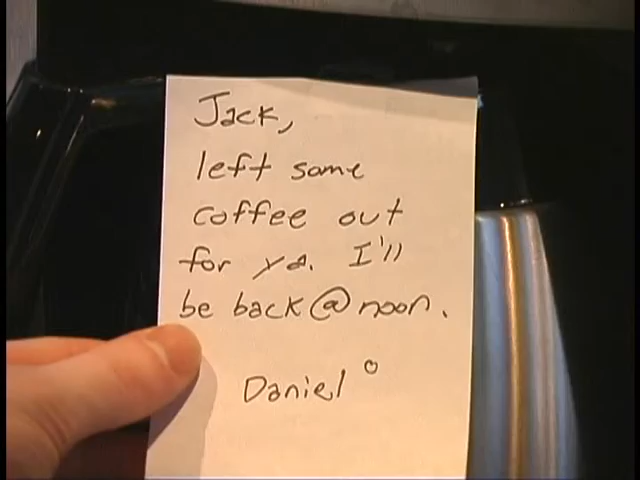 Jack,
left some
coffee out
for ya. I'll
be back @ noon.
Daniel